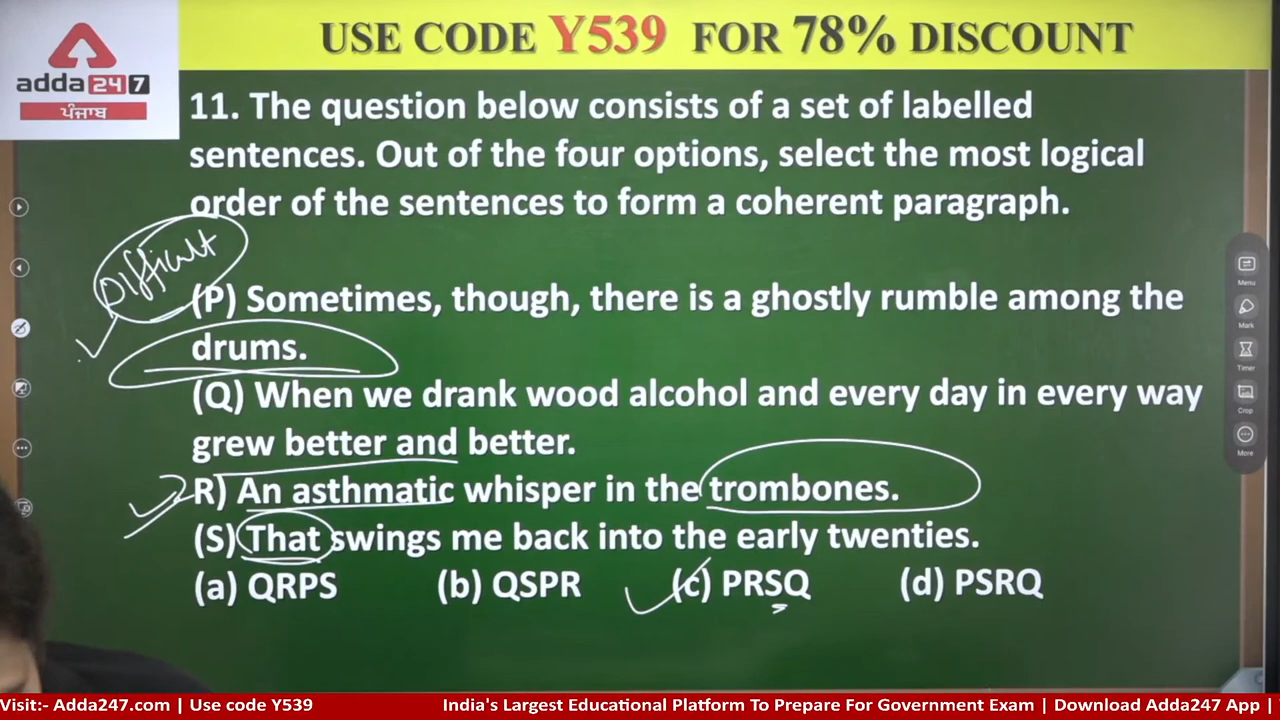 USE CODE Y539 FOR 78% DISCOUNT
adda247
ਪੰਜਾਬ
11. The question below consists of a set of labelled
sentences. Out of the four options, select the most logical
order of the sentences to form a coherent paragraph.
Difficult
(P) Sometimes, though, there is a ghostly rumble among the
drums.
(Q) When we drank wood alcohol and every day in every way
grew better and better.
R) An asthmatic whisper in the trombones.
(S) That swings me back into the early twenties.
(a) QRPS (b) QSPR (c) PRSQ (d) PSRQ
Menu
Mark
Timer
Crop
More
Visit:- Adda247.com | Use code Y539 India's Largest Educational Platform To Prepare For Government Exam | Download Adda247 App |